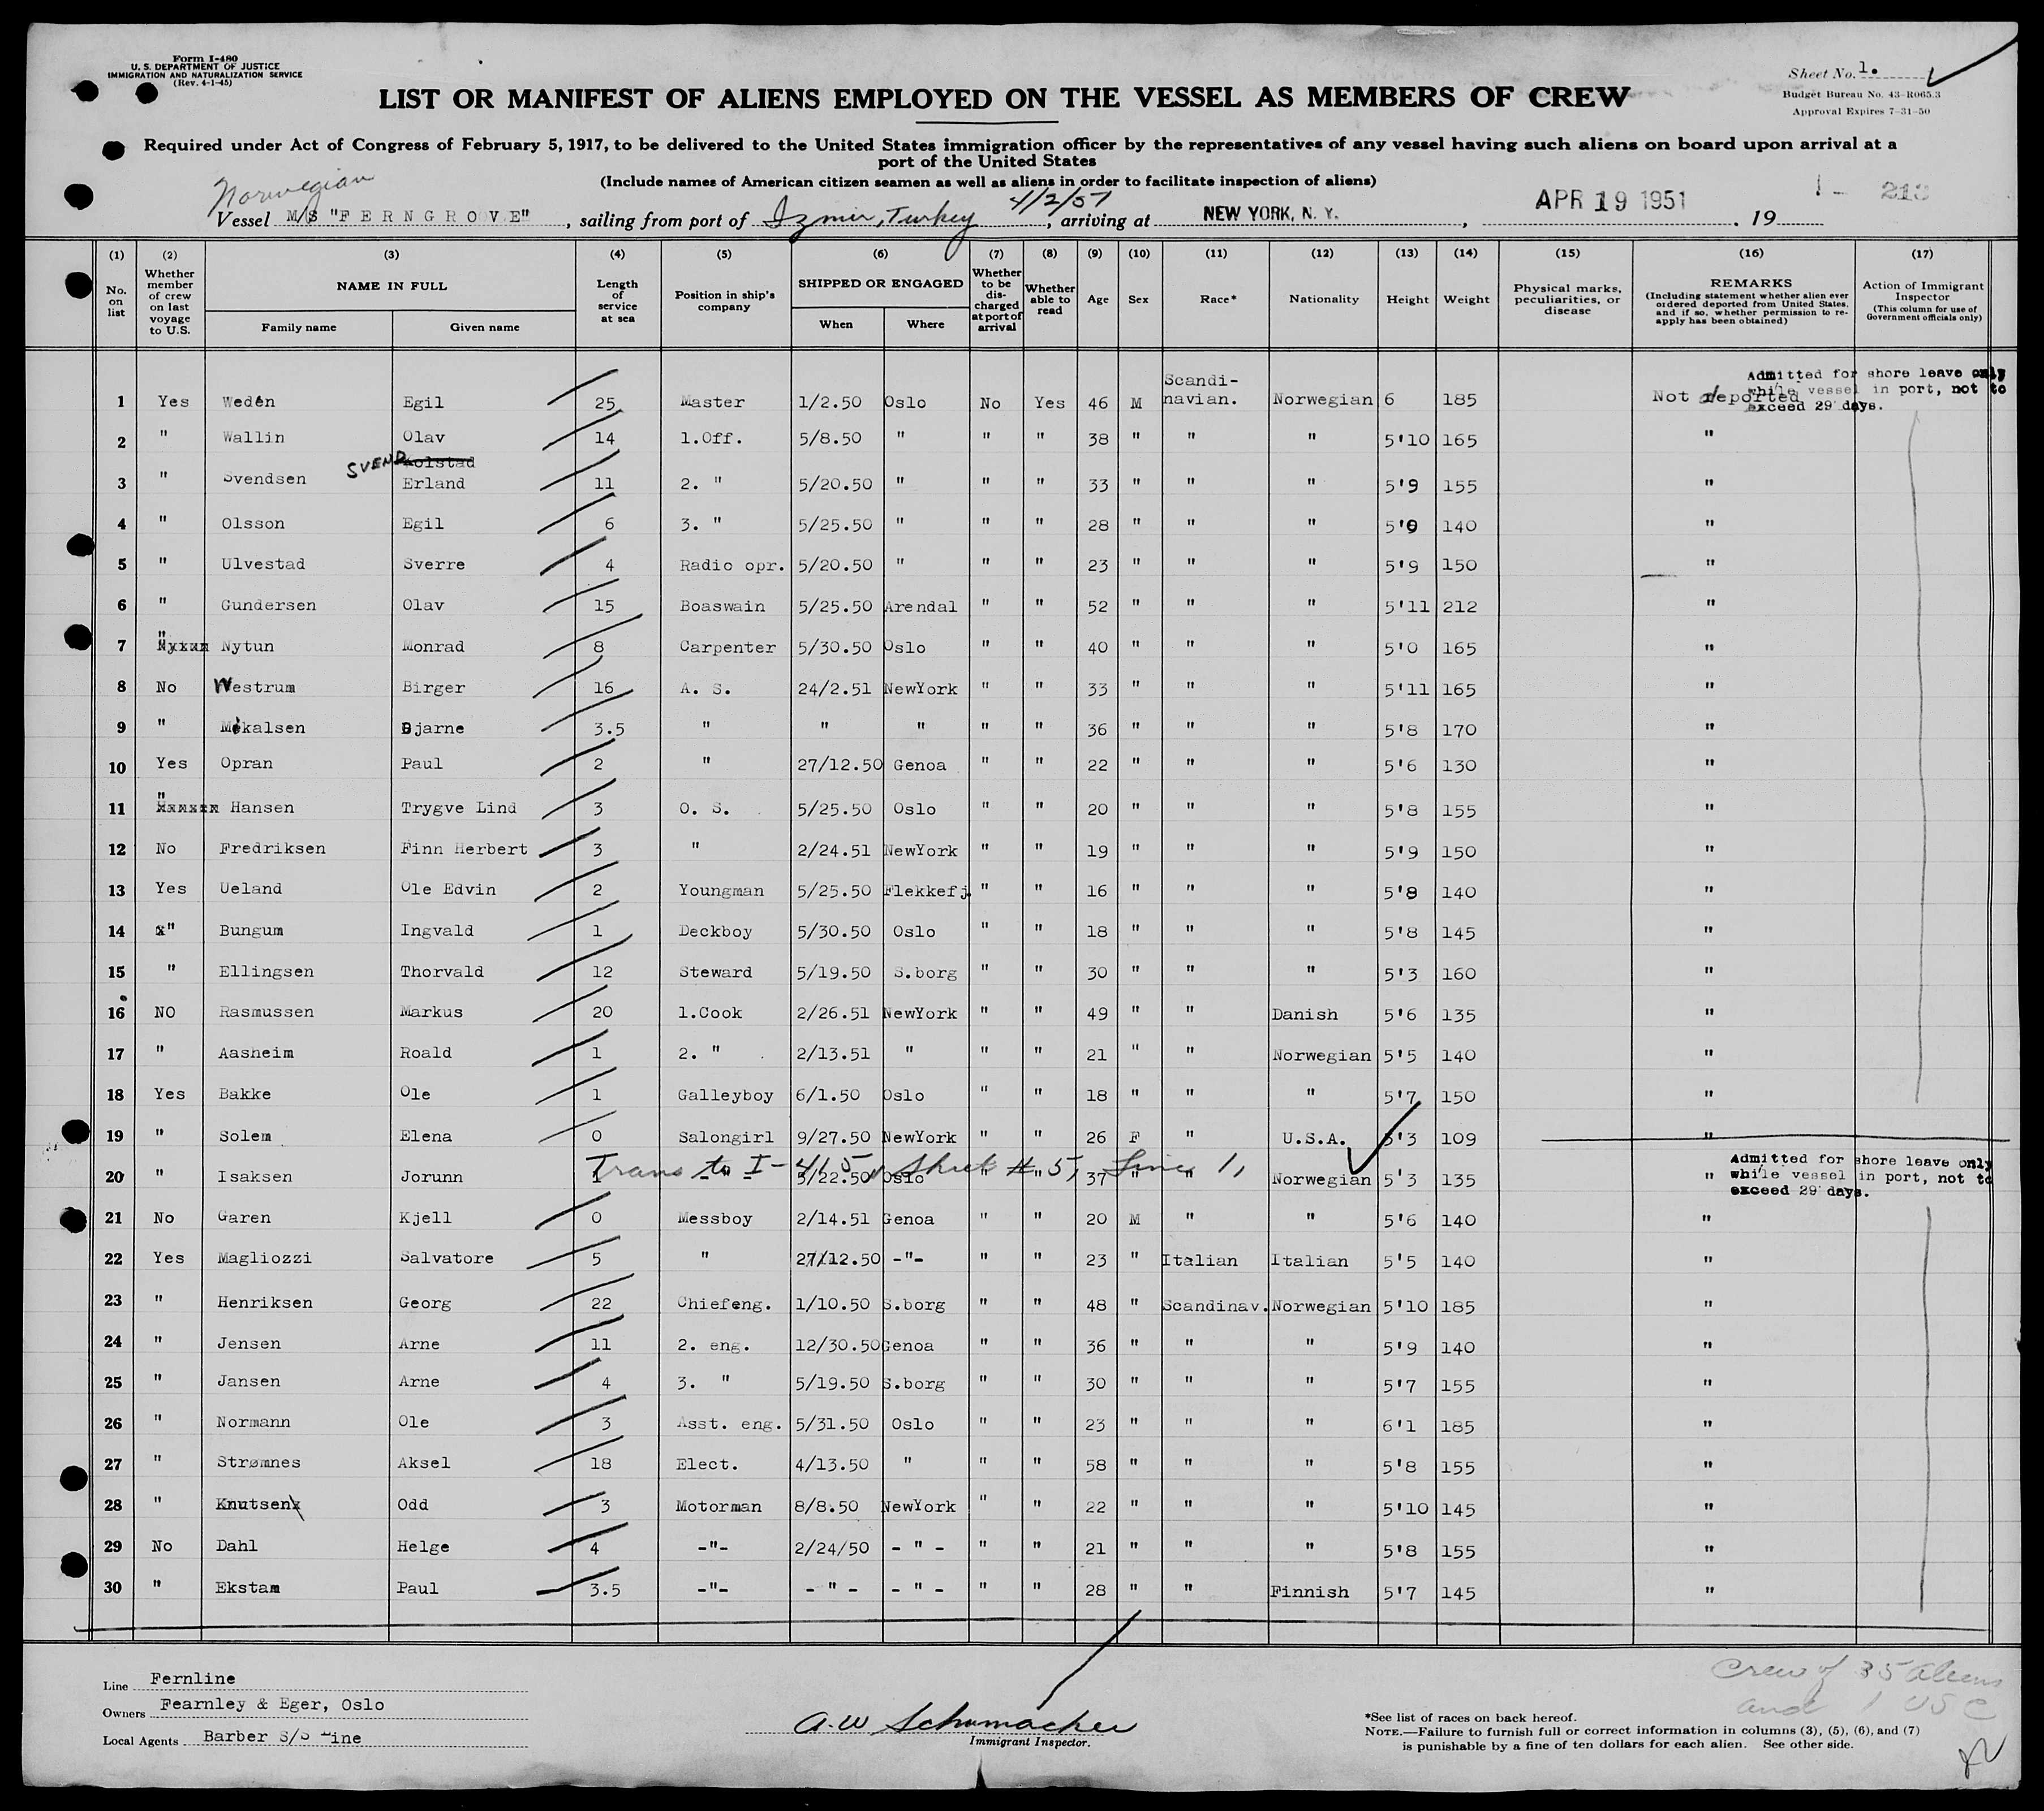 Form I-480
U. S. DEPARTMENT OF JUSTICE
IMMIGRATION AND NATURALIZATION SERVICE
(Rev. 4-1-45)
Sheet No. 1.
Budget Bureau No. 43-R065.3
Approval Expires 7-31-50
LIST OR MANIFEST OF ALIENS EMPLOYED ON THE VESSEL AS MEMBERS OF CREW
Required under Act of Congress of February 5, 1917, to be delivered to the United States immigration officer by the representatives of any vessel having such aliens on board upon arrival at a
port of the United States
(Include names of American citizen seamen as well as aliens in order to facilitate inspection of aliens)
Norwegian
Vessel M/S "FERNGROVE", sailing from port of Izmir, Turkey 4/2/51, arriving at NEW YORK, N. Y., APR 19 1951, 19 1- 213
(1) (2) (3) (4) (5) (6) (7) (8) (9) (10) (11) (12) (13) (14) (15) (16) (17)
No. on list
Whether member of crew on last voyage to U.S.
NAME IN FULL
Family name Given name
Length of service at sea
Position in ship's company
SHIPPED OR ENGAGED
When Where
Whether to be discharged at port of arrival
Whether able to read
Age
Sex
Race*
Nationality
Height
Weight
Physical marks, peculiarities, or disease
REMARKS
(Including statement whether alien ever ordered deported from United States, and if so, whether permission to reapply has been obtained)
Action of Immigrant Inspector
(This column for use of Government officials only)
Admitted for shore leave only
while vessel in port, not to
exceed 29 days.
1 Yes Wedén Egil 25 Master 1/2.50 Oslo No Yes 46 M Scandi-navian. Norwegian 6 185 Not deported
2 " Wallin Olav 14 1.Off. 5/8.50 " " " 38 " " " 5'10 165 "
3 " Svendsen SVEND Kolstad Erland 11 2. " 5/20.50 " " " 33 " " " 5'9 155 "
4 " Olsson Egil 6 3. " 5/25.50 " " " 28 " " " 5'9 140 "
5 " Ulvestad Sverre 4 Radio opr. 5/20.50 " " " 23 " " " 5'9 150 "
6 " Gundersen Olav 15 Boaswain 5/25.50 Arendal " " 52 " " " 5'11 212 "
7 " Nytun Monrad 8 Carpenter 5/30.50 Oslo " " 40 " " " 5'0 165 "
8 No Westrum Birger 16 A. S. 24/2.51 NewYork " " 33 " " " 5'11 165 "
9 " Mikalsen Bjarne 3.5 " " " " " 36 " " " 5'8 170 "
10 Yes Opran Paul 2 " 27/12.50 Genoa " " 22 " " " 5'6 130 "
11 " Hansen Trygve Lind 3 O. S. 5/25.50 Oslo " " 20 " " " 5'8 155 "
12 No Fredriksen Finn Herbert 3 " 2/24.51 NewYork " " 19 " " " 5'9 150 "
13 Yes Ueland Ole Edvin 2 Youngman 5/25.50 Flekkefj. " " 16 " " " 5'8 140 "
14 x" Bungum Ingvald 1 Deckboy 5/30.50 Oslo " " 18 " " " 5'8 145 "
15 " Ellingsen Thorvald 12 Steward 5/19.50 S.borg " " 30 " " " 5'3 160 "
16 NO Rasmussen Markus 20 1.Cook 2/26.51 NewYork " " 49 " " Danish 5'6 135 "
17 " Aasheim Roald 1 2. " 2/13.51 " " " 21 " " Norwegian 5'5 140 "
18 Yes Bakke Ole 1 Galleyboy 6/1.50 Oslo " " 18 " " " 5'7 150 "
19 " Solem Elena 0 Salongirl 9/27.50 NewYork " " 26 F " U.S.A. 5'3 109 "
Trans to I-415, Sheet # 5, Line 1,
20 " Isaksen Jorunn 1 -"- 5/22.50 Oslo " " 37 " " Norwegian 5'3 135 "
Admitted for shore leave only
while vessel in port, not to
exceed 29 days.
21 No Garen Kjell 0 Messboy 2/14.51 Genoa " " 20 M " " 5'6 140 "
22 Yes Magliozzi Salvatore 5 " 27/12.50 -"- " " 23 " Italian Italian 5'5 140 "
23 " Henriksen Georg 22 Chiefeng. 1/10.50 S.borg " " 48 " Scandinav. Norwegian 5'10 185 "
24 " Jensen Arne 11 2. eng. 12/30.50 Genoa " " 36 " " " 5'9 140 "
25 " Jansen Arne 4 3. " 5/19.50 S.borg " " 30 " " " 5'7 155 "
26 " Normann Ole 3 Asst. eng. 5/31.50 Oslo " " 23 " " " 6'1 185 "
27 " Strømnes Aksel 18 Elect. 4/13.50 " " " 58 " " " 5'8 155 "
28 " Knutsen Odd 3 Motorman 8/8.50 NewYork " " 22 " " " 5'10 145 "
29 No Dahl Helge 4 -"- 2/24/50 - " - " " 21 " " " 5'8 155 "
30 " Ekstam Paul 3.5 -"- - " - - " - " " 28 " " Finnish 5'7 145 "
Line Fernline
Owners Fearnley & Eger, Oslo
Local Agents Barber S/S Line
A.W Schumacher
Immigrant Inspector.
crew of 35 aliens
and 1 USC
*See list of races on back hereof.
NOTE.—Failure to furnish full or correct information in columns (3), (5), (6), and (7)
is punishable by a fine of ten dollars for each alien. See other side.